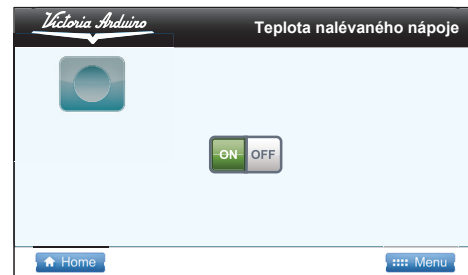 Victoria Arduino
Teplota nalévaného nápoje
ON OFF
Home
Menu